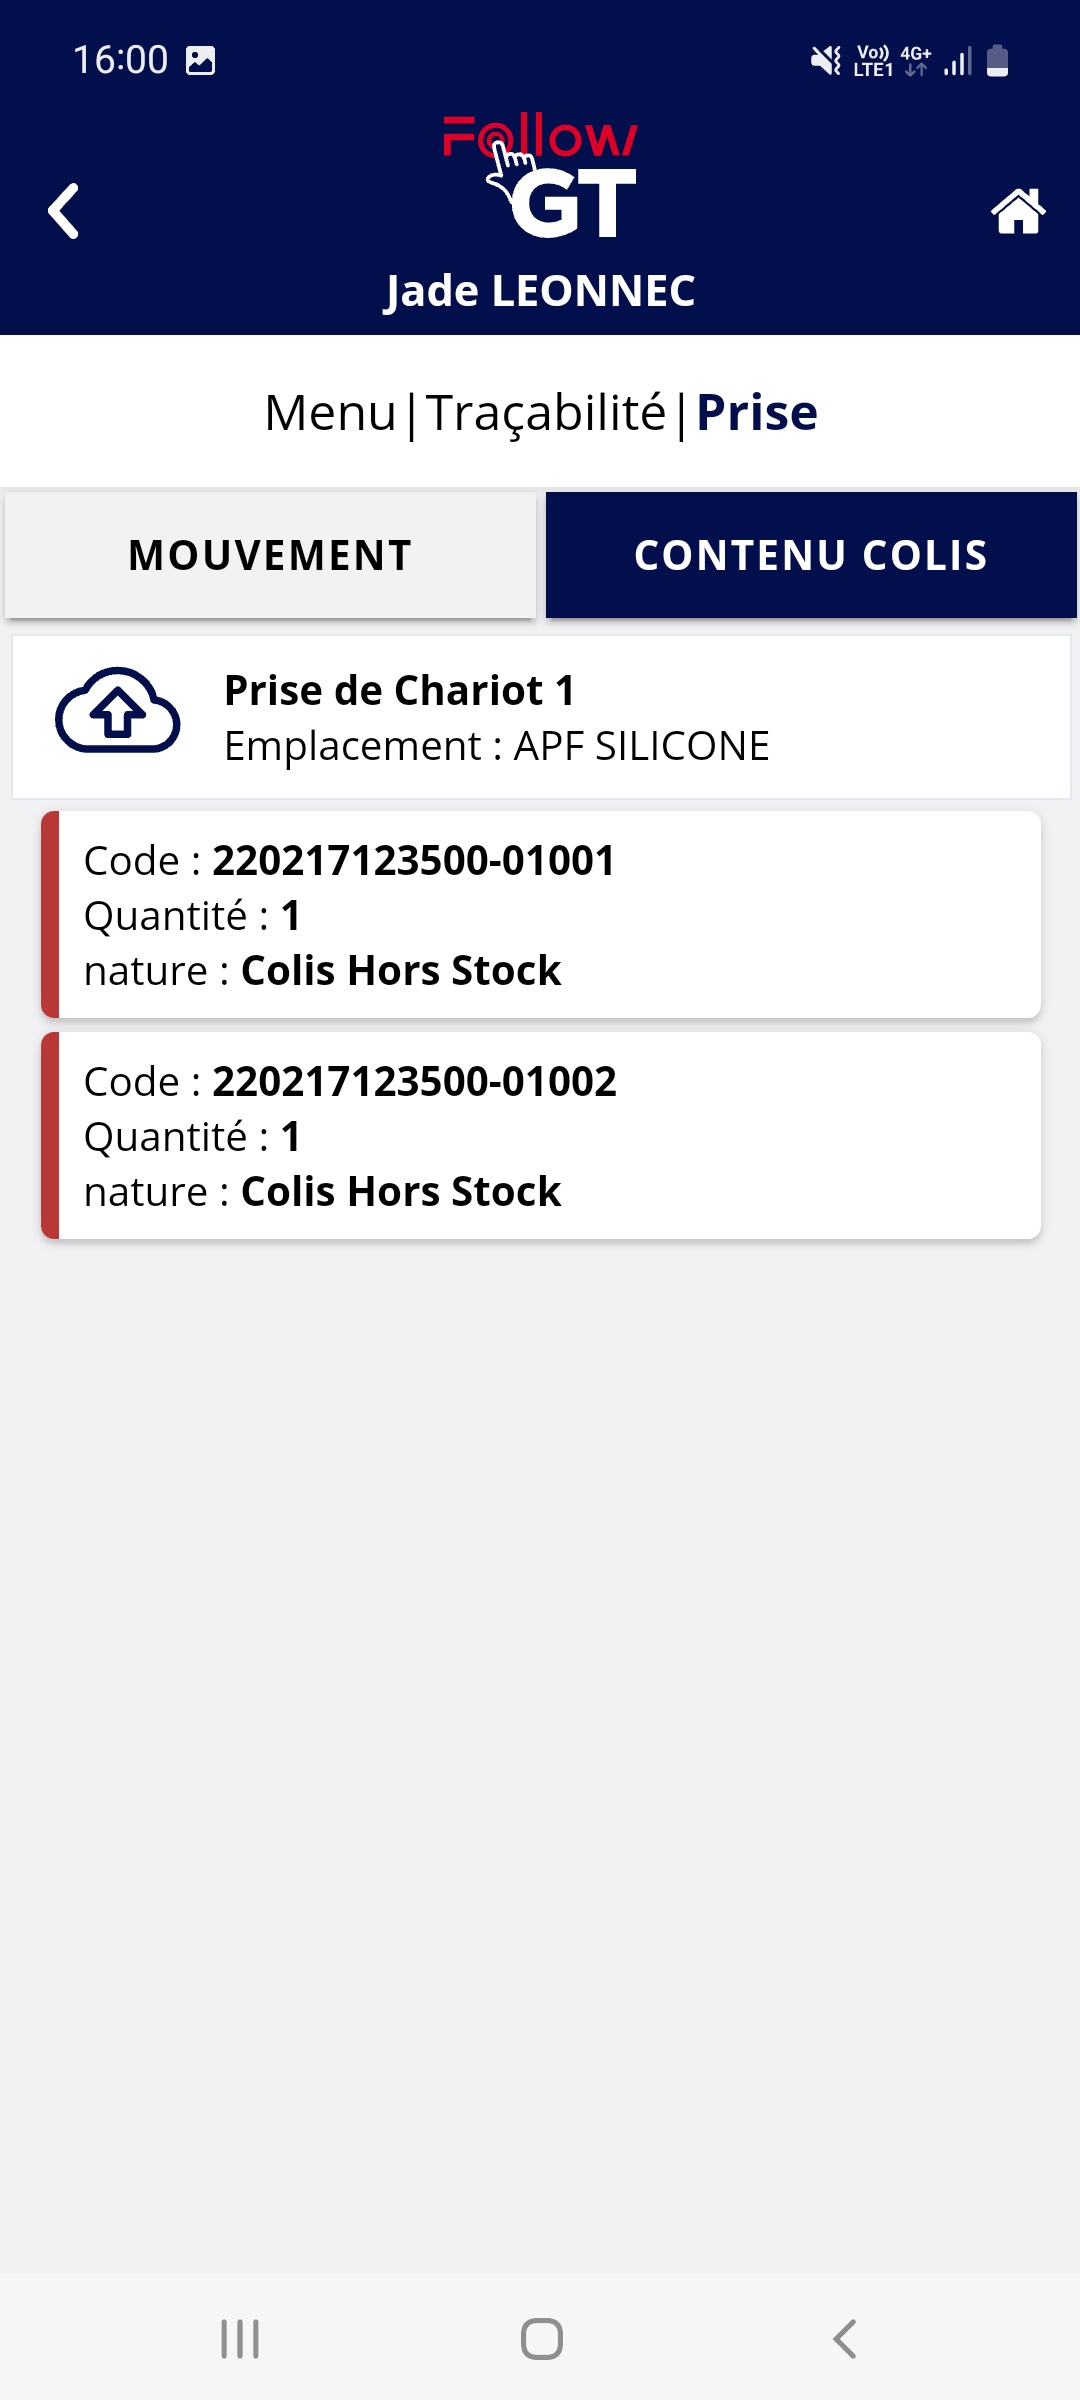 16:00
Vo))
LTE1
4G+
Follow
GT
Jade LEONNEC
Menu|Traçabilité|Prise
MOUVEMENT
CONTENU COLIS
Prise de Chariot 1
Emplacement : APF SILICONE
Code : 220217123500-01001
Quantité : 1
nature : Colis Hors Stock
Code : 220217123500-01002
Quantité : 1
nature : Colis Hors Stock